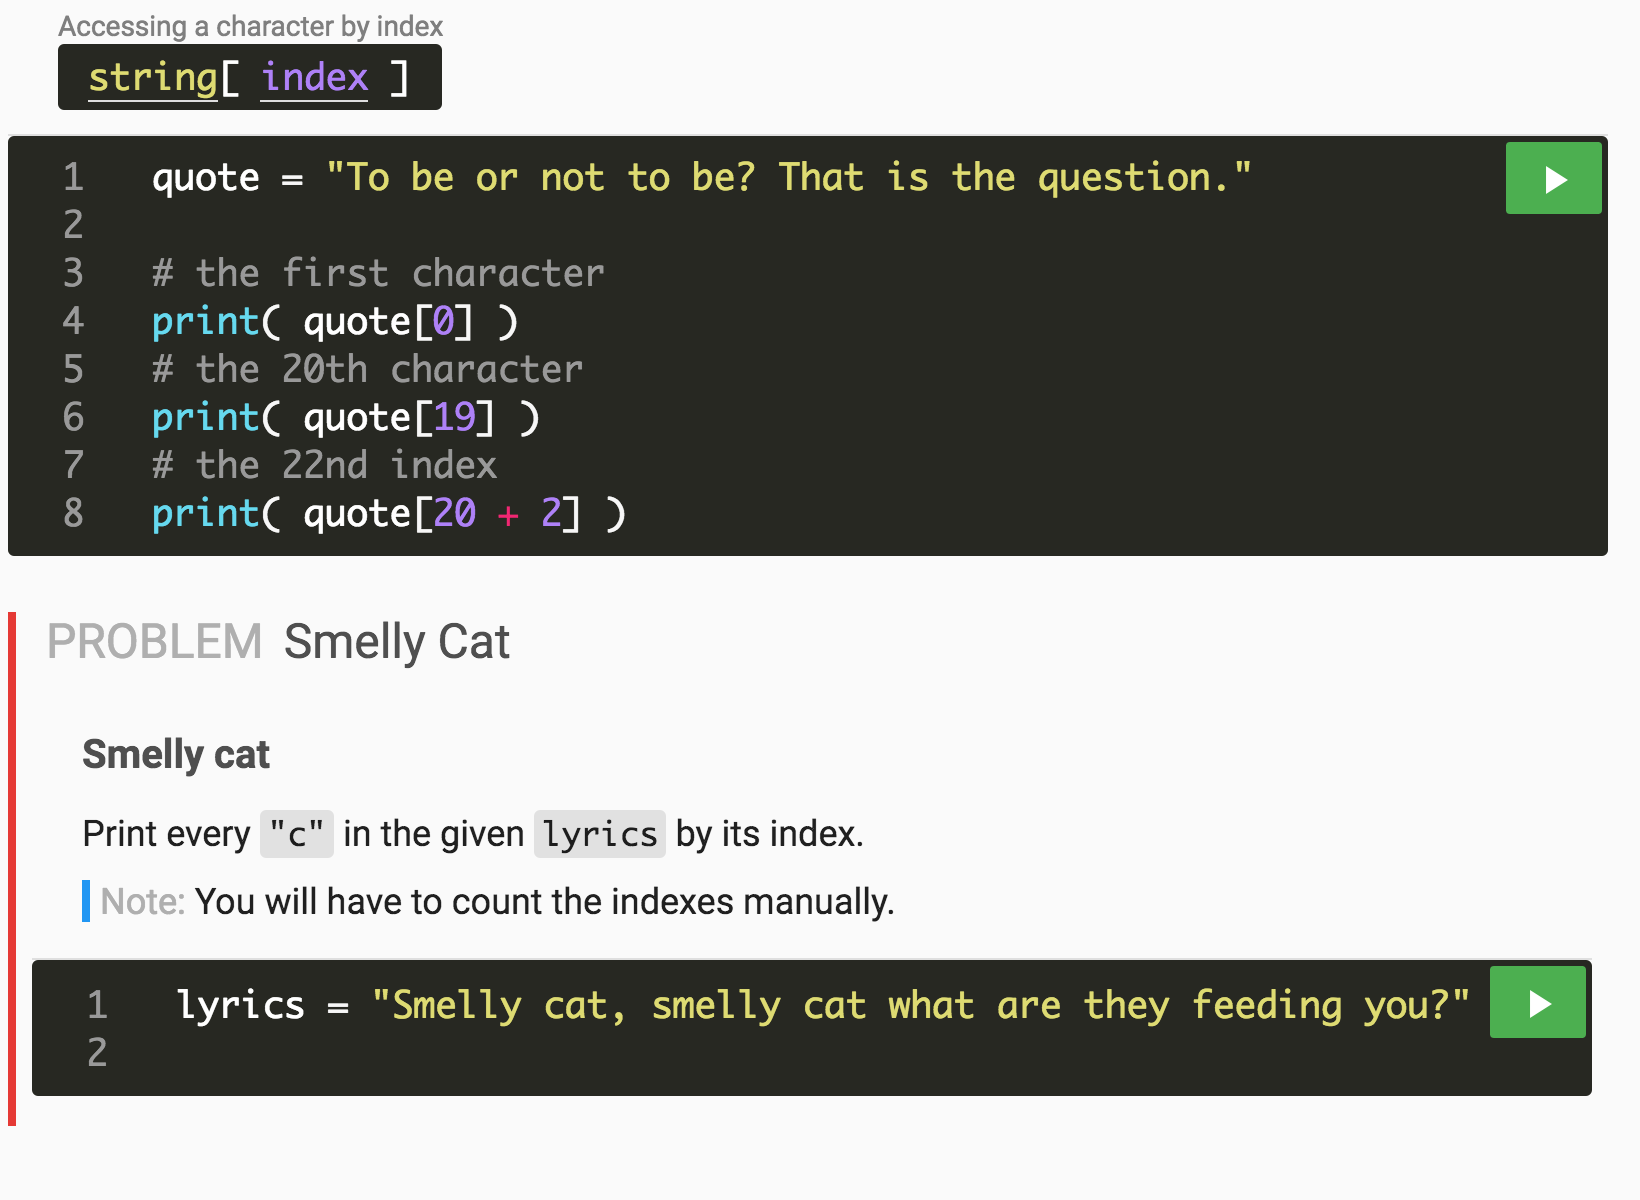 Accessing a character by index
string[ index ]
1 quote = "To be or not to be? That is the question."
2
3 # the first character
4 print( quote[0] )
5 # the 20th character
6 print( quote[19] )
7 # the 22nd index
8 print( quote[20 + 2] )
PROBLEM Smelly Cat
Smelly cat
Print every "c" in the given lyrics by its index.
Note: You will have to count the indexes manually.
1 lyrics = "Smelly cat, smelly cat what are they feeding you?"
2